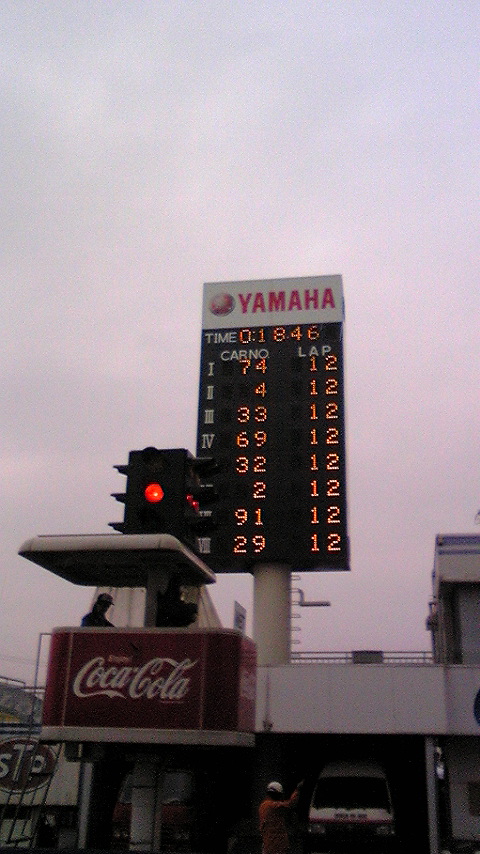 YAMAHA
TIME 0:18:46
CARNO LAP
I 74 12
II 4 12
III 33 12
IV 69 12
32 12
2 12
91 12
29 12
Coca-Cola
STP